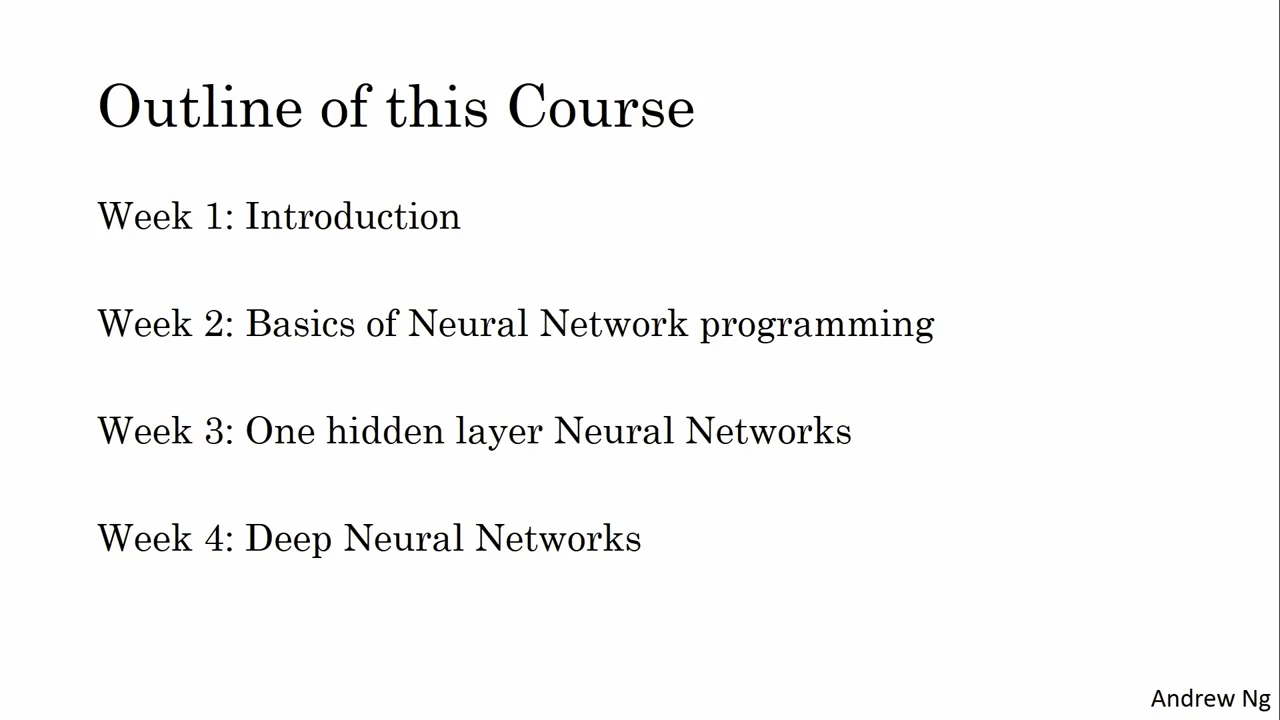 Outline of this Course
Week 1: Introduction
Week 2: Basics of Neural Network programming
Week 3: One hidden layer Neural Networks
Week 4: Deep Neural Networks
Andrew Ng